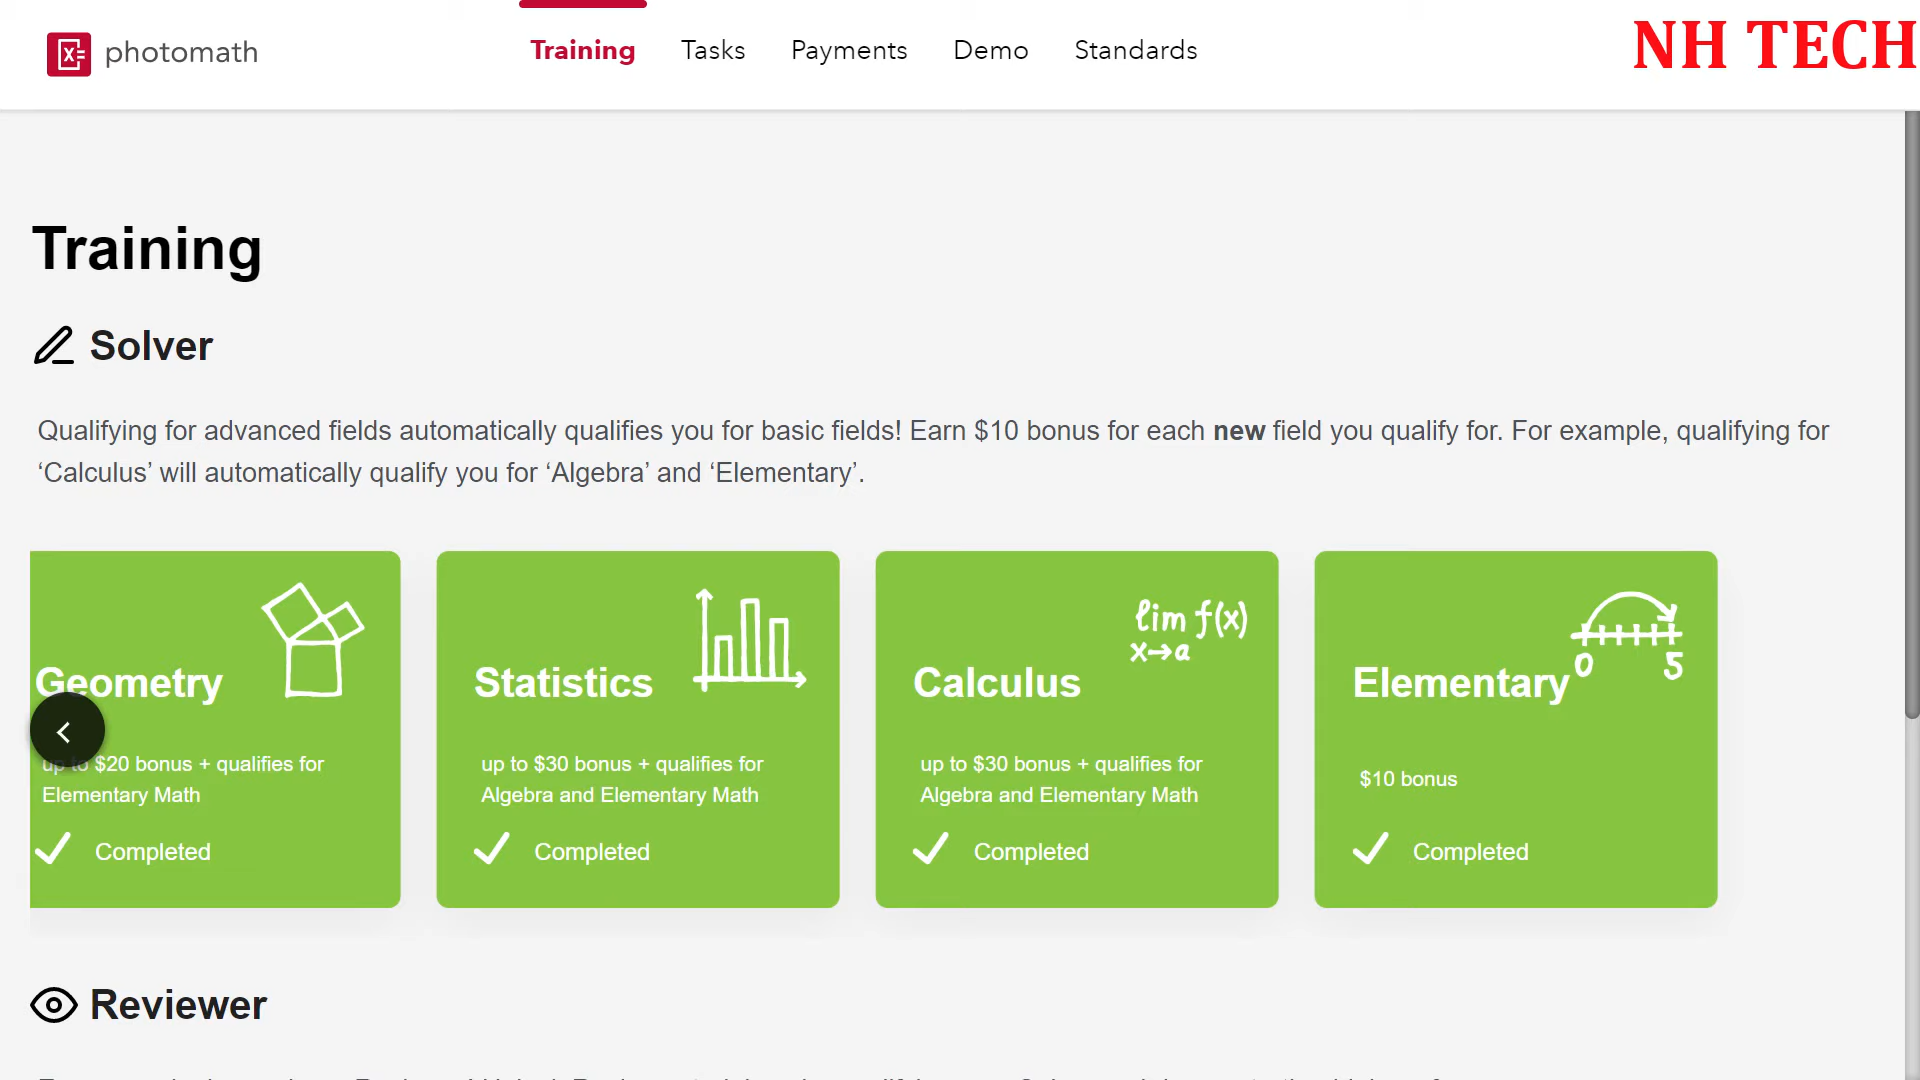 photomath
Training Tasks Payments Demo Standards
NH TECH
Training
Solver
Qualifying for advanced fields automatically qualifies you for basic fields! Earn $10 bonus for each new field you qualify for. For example, qualifying for
‘Calculus’ will automatically qualify you for ‘Algebra’ and ‘Elementary’.
Geometry
up to $20 bonus + qualifies for
Elementary Math
Completed
Statistics
up to $30 bonus + qualifies for
Algebra and Elementary Math
Completed
lim f(x)
x→a
Calculus
up to $30 bonus + qualifies for
Algebra and Elementary Math
Completed
0 5
Elementary
$10 bonus
Completed
Reviewer